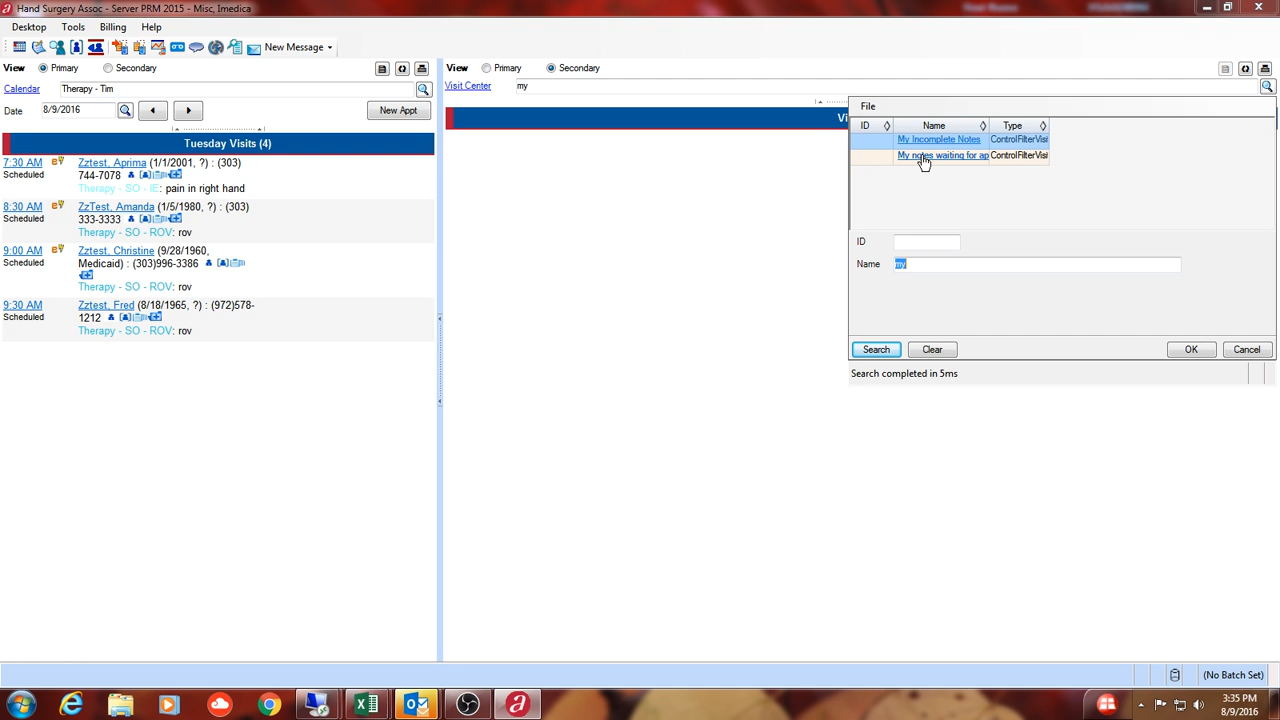 Hand Surgery Assoc - Server PRM 2015 - Misc, Imedica
Desktop Tools Billing Help
New Message
View Primary Secondary
Calendar Therapy - Tim
Date 8/9/2016 New Appt
Tuesday Visits (4)
7:30 AM Zztest, Aprima (1/1/2001, ?) : (303)
Scheduled 744-7078
Therapy - SO - IE: pain in right hand
8:30 AM ZzTest, Amanda (1/5/1980, ?) : (303)
Scheduled 333-3333
Therapy - SO - ROV: rov
9:00 AM Zztest, Christine (9/28/1960,
Scheduled Medicaid) : (303)996-3386
Therapy - SO - ROV: rov
9:30 AM Zztest, Fred (8/18/1965, ?) : (972)578-
Scheduled 1212
Therapy - SO - ROV: rov
View Primary Secondary
Visit Center my
Vi
File
ID Name Type
My Incomplete Notes ControlFilterVisi
My notes waiting for ap ControlFilterVisi
ID
Name my
Search Clear OK Cancel
Search completed in 5ms
(No Batch Set)
3:35 PM
8/9/2016